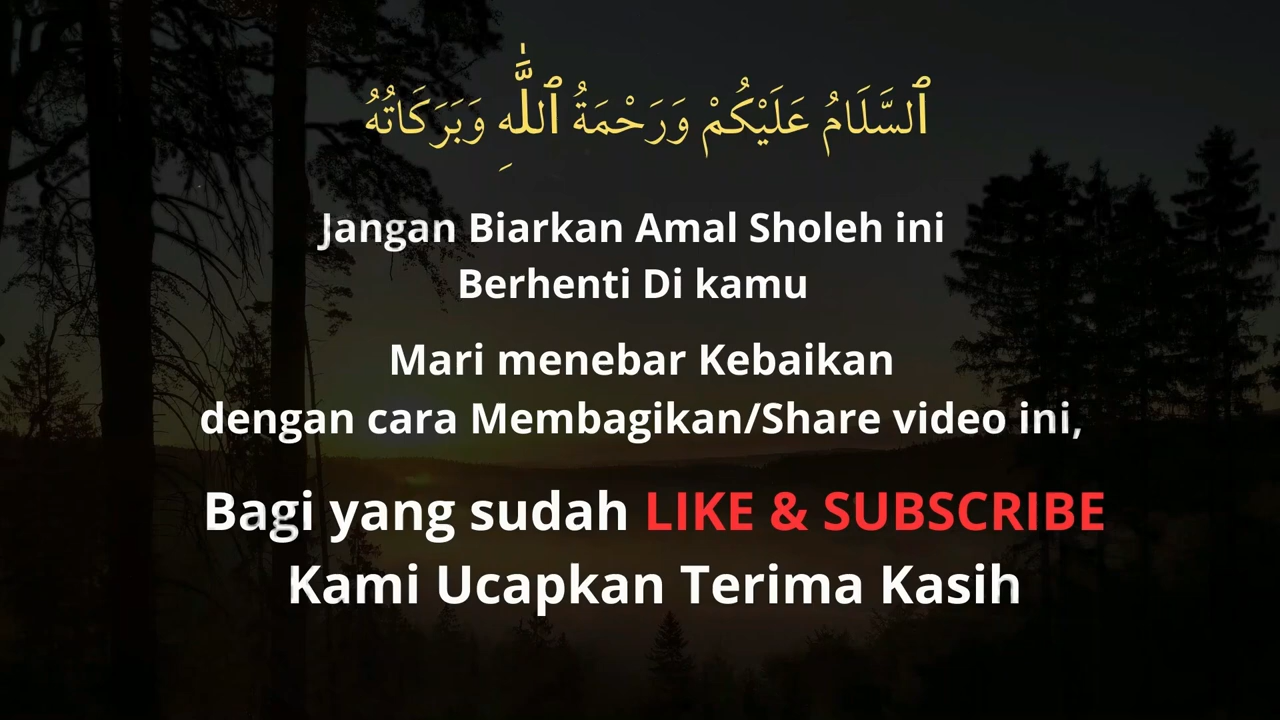 ٱلسَّلَامُ عَلَيْكُمْ وَرَحْمَةُ ٱللَّٰهِ وَبَرَكَاتُهُ
Jangan Biarkan Amal Sholeh ini
Berhenti Di kamu
Mari menebar Kebaikan
dengan cara Membagikan/Share video ini,
Bagi yang sudah LIKE & SUBSCRIBE
Kami Ucapkan Terima Kasih